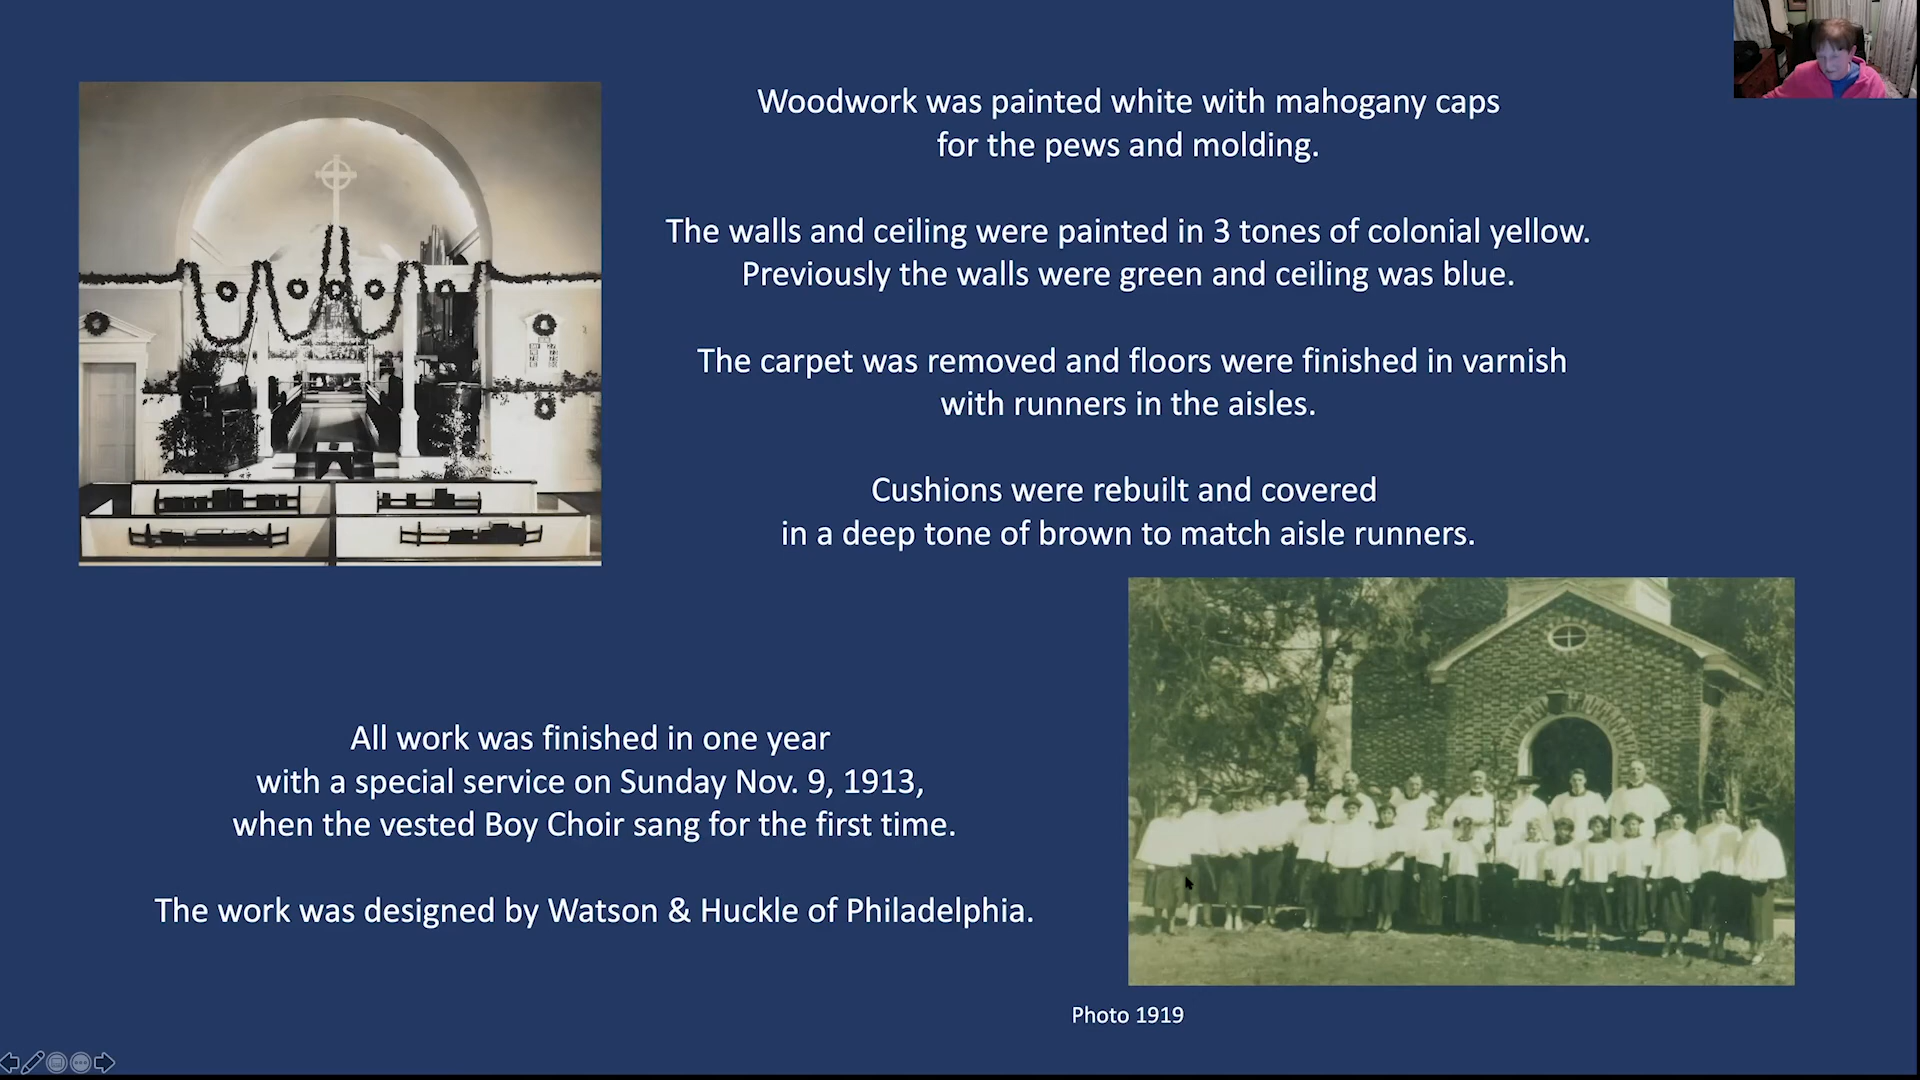 Woodwork was painted white with mahogany caps
for the pews and molding.
The walls and ceiling were painted in 3 tones of colonial yellow.
Previously the walls were green and ceiling was blue.
The carpet was removed and floors were finished in varnish
with runners in the aisles.
Cushions were rebuilt and covered
in a deep tone of brown to match aisle runners.
All work was finished in one year
with a special service on Sunday Nov. 9, 1913,
when the vested Boy Choir sang for the first time.
The work was designed by Watson & Huckle of Philadelphia.
Photo 1919